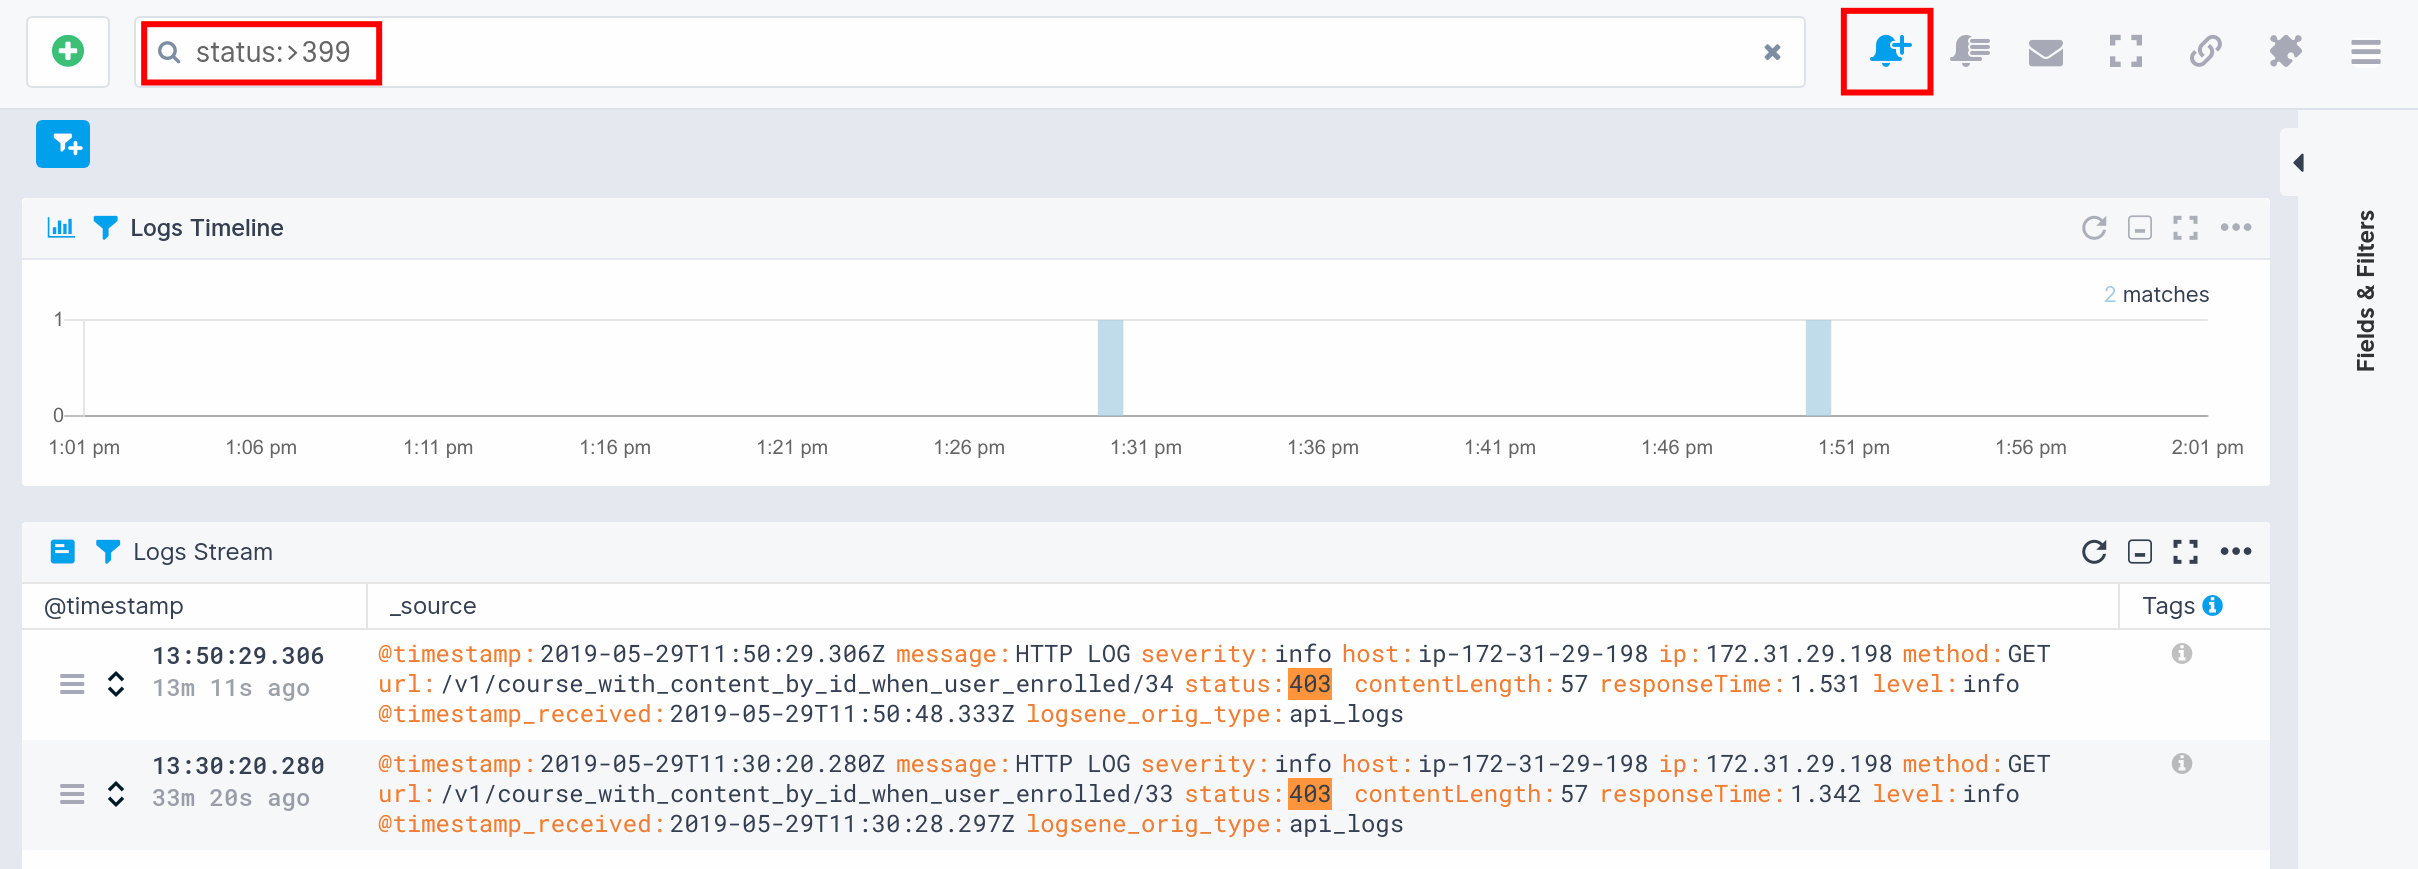 status:>399
Logs Timeline
2 matches
1
0
1:01 pm 1:06 pm 1:11 pm 1:16 pm 1:21 pm 1:26 pm 1:31 pm 1:36 pm 1:41 pm 1:46 pm 1:51 pm 1:56 pm 2:01 pm
Fields & Filters
Logs Stream
@timestamp _source Tags
13:50:29.306
13m 11s ago
@timestamp:2019-05-29T11:50:29.306Z message:HTTP LOG severity:info host:ip-172-31-29-198 ip:172.31.29.198 method:GET
url:/v1/course_with_content_by_id_when_user_enrolled/34 status:403 contentLength:57 responseTime:1.531 level:info
@timestamp_received:2019-05-29T11:50:48.333Z logsene_orig_type:api_logs
13:30:20.280
33m 20s ago
@timestamp:2019-05-29T11:30:20.280Z message:HTTP LOG severity:info host:ip-172-31-29-198 ip:172.31.29.198 method:GET
url:/v1/course_with_content_by_id_when_user_enrolled/33 status:403 contentLength:57 responseTime:1.342 level:info
@timestamp_received:2019-05-29T11:30:28.297Z logsene_orig_type:api_logs